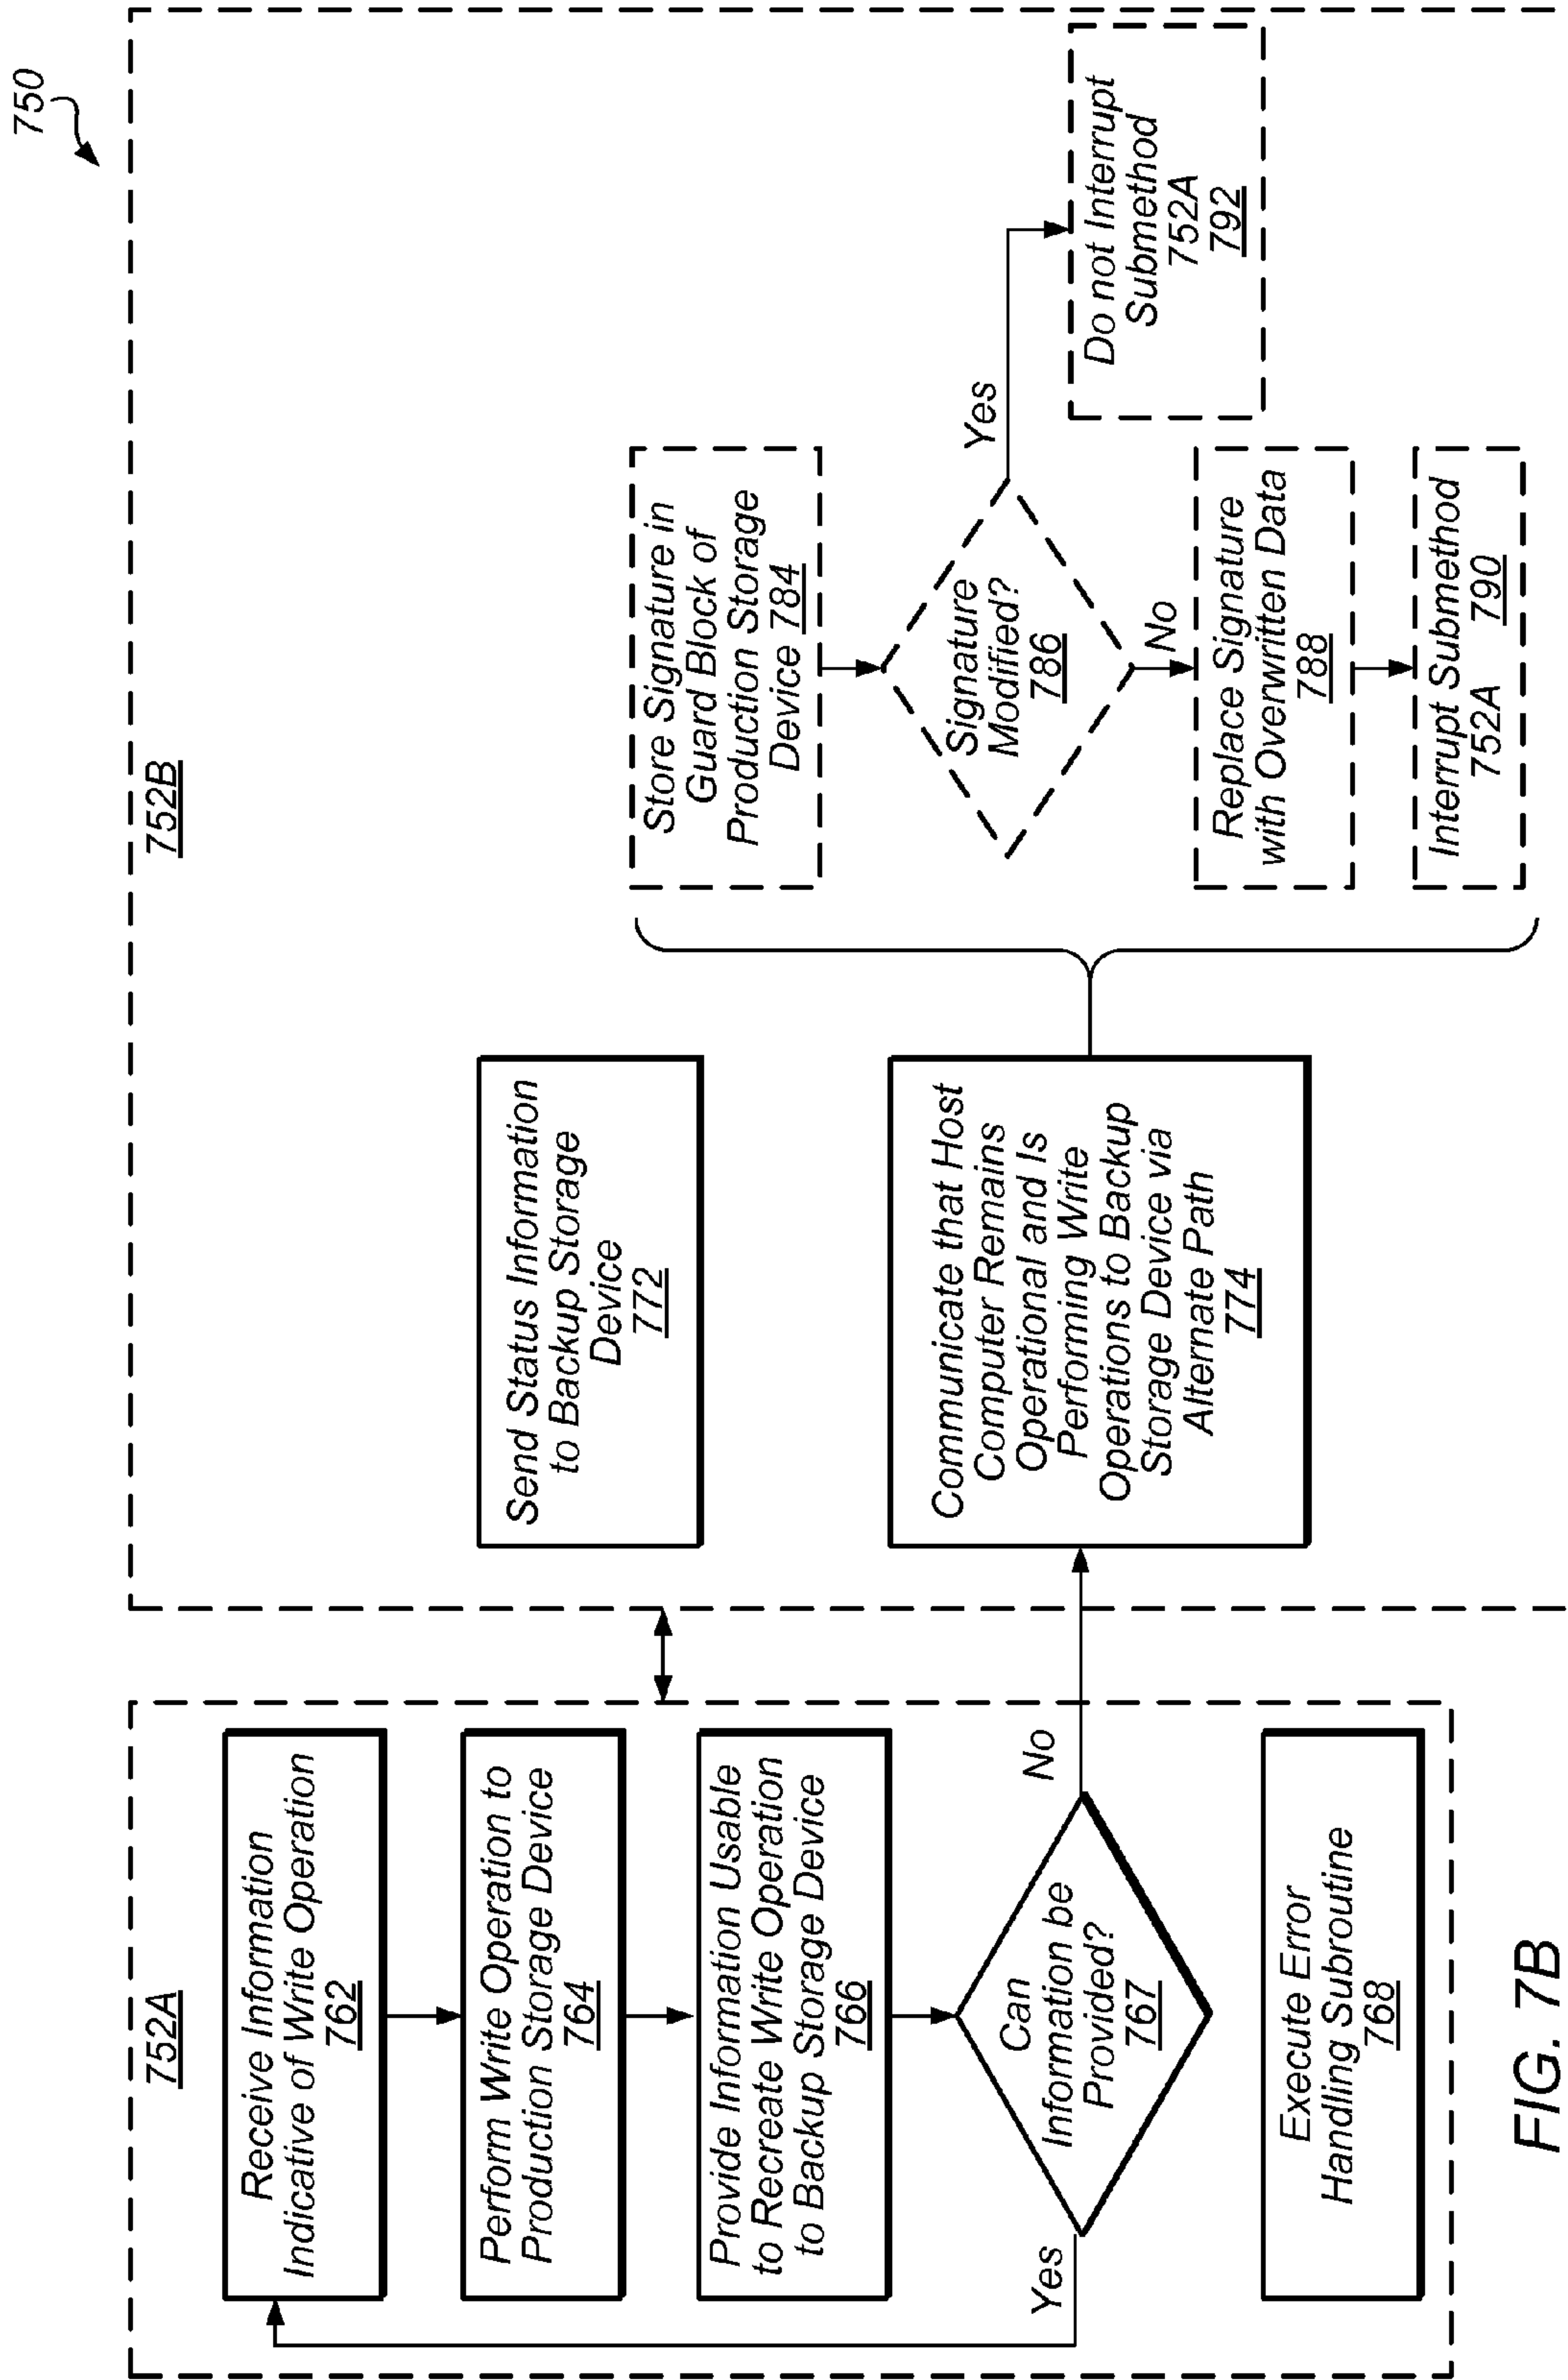 750
752A
Receive Information
Indicative of Write Operation
762
Perform Write Operation to
Production Storage Device
764
Provide Information Usable
to Recreate Write Operation
to Backup Storage Device
766
Can
Information be
Provided?
767
Yes
No
Execute Error
Handling Subroutine
768
752B
Send Status Information
to Backup Storage
Device
772
Communicate that Host
Computer Remains
Operational and Is
Performing Write
Operations to Backup
Storage Device via
Alternate Path
774
Store Signature in
Guard Block of
Production Storage
Device 784
Signature
Modified?
786
Yes
No
Replace Signature
with Overwritten Data
788
Interrupt Submethod
752A 790
Do not Interrupt
Submethod
752A
792
FIG. 7B